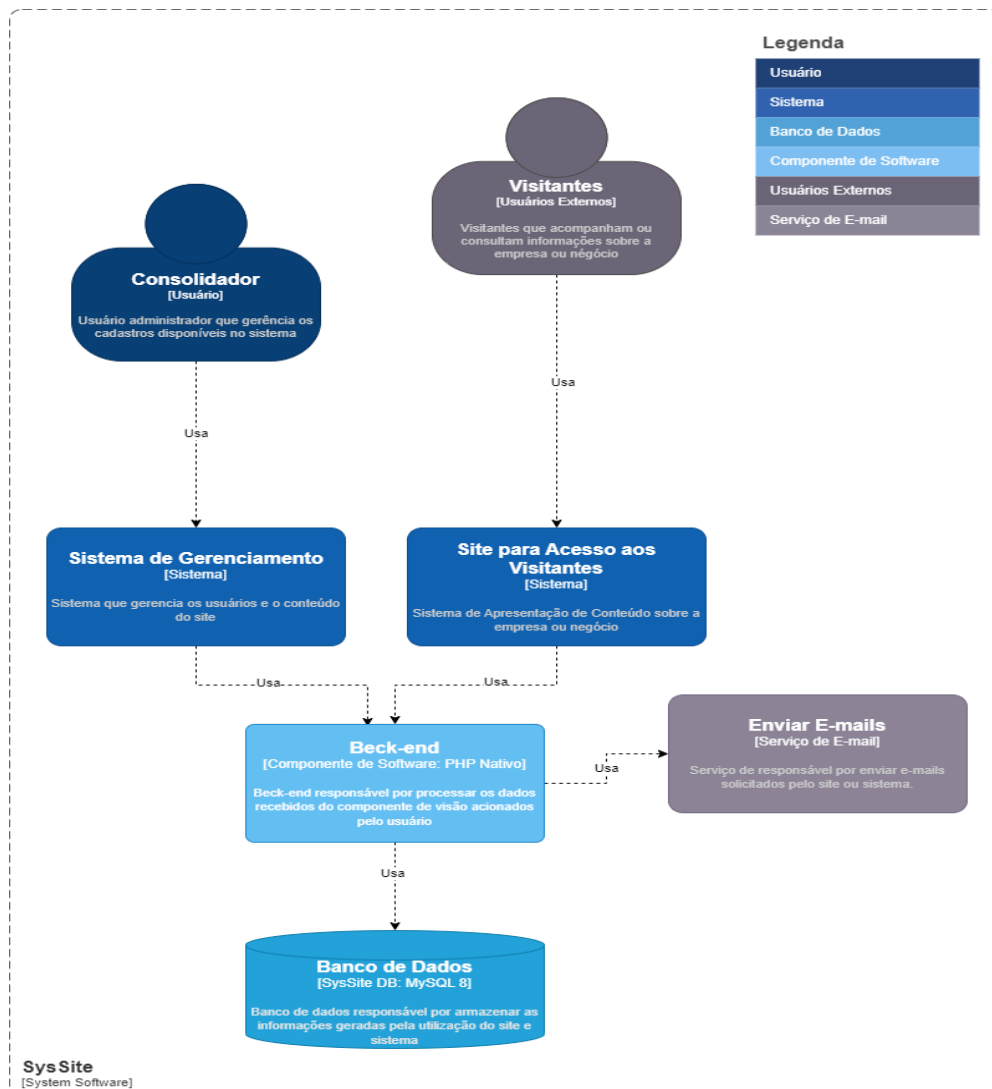 Legenda
Usuário
Sistema
Banco de Dados
Componente de Software
Usuários Externos
Serviço de E-mail
Visitantes
[Usuários Externos]
Visitantes que acompanham ou
consultam informações sobre a
empresa ou négócio
Consolidador
[Usuário]
Usuário administrador que gerência os
cadastros disponíveis no sistema
Usa
Usa
Sistema de Gerenciamento
[Sistema]
Sistema que gerencia os usuários e o conteúdo
do site
Site para Acesso aos
Visitantes
[Sistema]
Sistema de Apresentação de Conteúdo sobre a
empresa ou negócio
Usa
Usa
Beck-end
[Componente de Software: PHP Nativo]
Beck-end responsável por processar os dados
recebidos do componente de visão acionados
pelo usuário
Usa
Enviar E-mails
[Serviço de E-mail]
Serviço de responsável por enviar e-mails
solicitados pelo site ou sistema.
Usa
Banco de Dados
[SysSite DB: MySQL 8]
Banco de dados responsável por armazenar as
informações geradas pela utilização do site e
sistema
SysSite
[System Software]